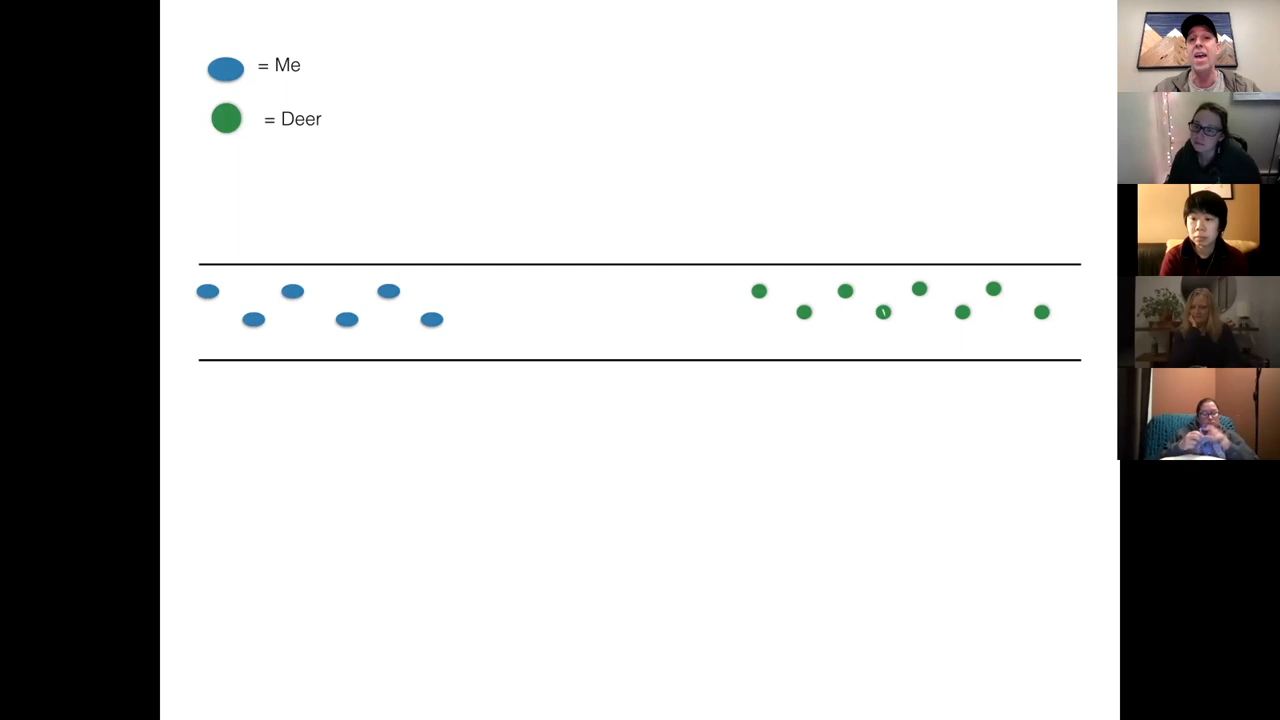 = Me
= Deer